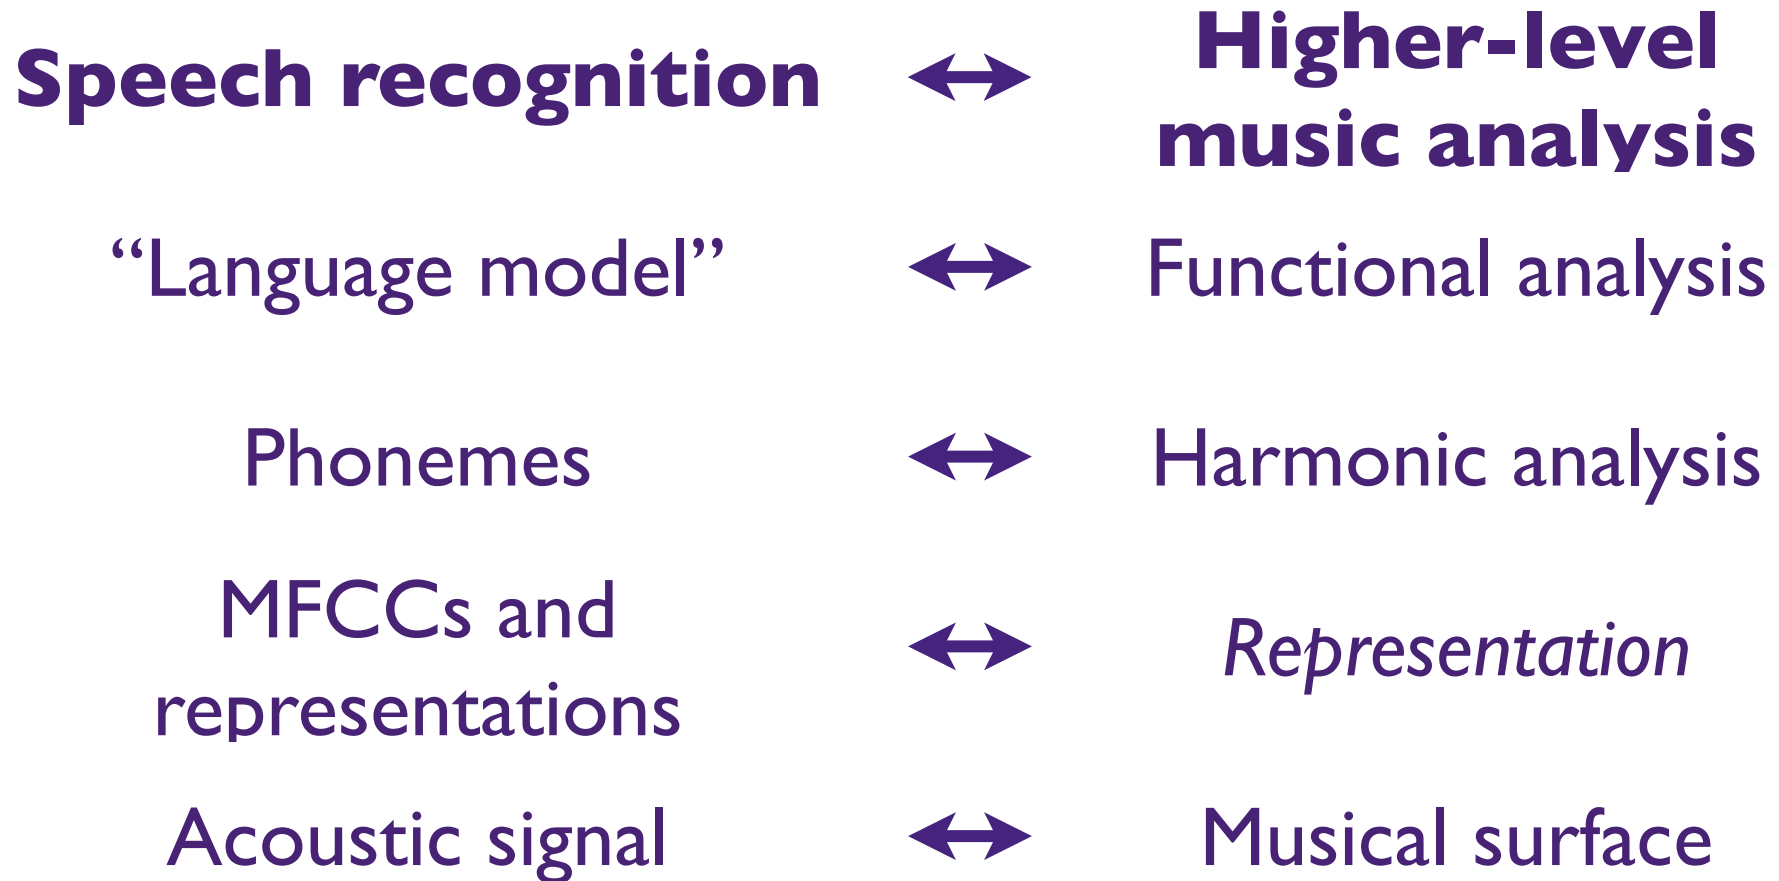 Speech recognition ↔ Higher-level
music analysis
“Language model” ↔ Functional analysis
Phonemes ↔ Harmonic analysis
MFCCs and
representations ↔ Representation
Acoustic signal ↔ Musical surface